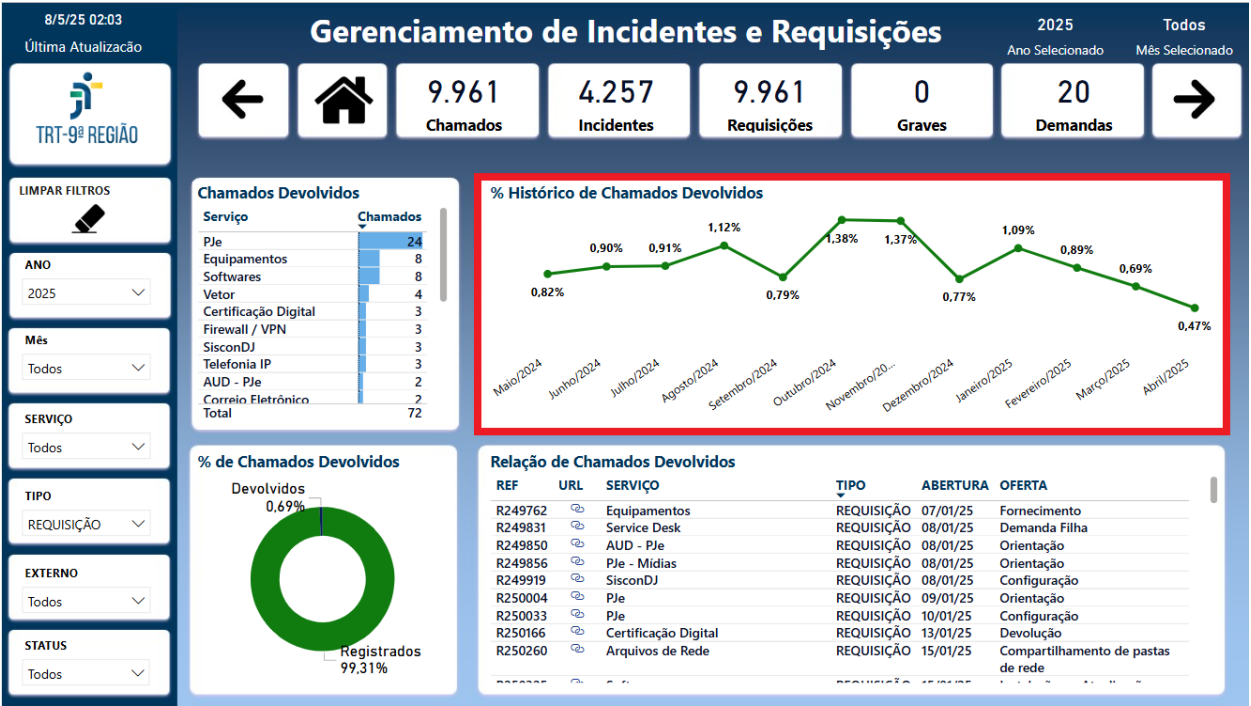 8/5/25 02:03
Última Atualizacão
Gerenciamento de Incidentes e Requisições
2025
Ano Selecionado
Todos
Mês Selecionado
TRT-9ª REGIÃO
9.961
Chamados
4.257
Incidentes
9.961
Requisições
0
Graves
20
Demandas
LIMPAR FILTROS
ANO
2025
Mês
Todos
SERVIÇO
Todos
TIPO
REQUISIÇÃO
EXTERNO
Todos
STATUS
Todos
Chamados Devolvidos
Serviço Chamados
PJe 24
Equipamentos 8
Softwares 8
Vetor 4
Certificação Digital 3
Firewall / VPN 3
SisconDJ 3
Telefonia IP 3
AUD - PJe 2
Correio Eletrônico 2
Total 72
% Histórico de Chamados Devolvidos
0,82%
0,90%
0,91%
1,12%
0,79%
1,38%
1,37%
0,77%
1,09%
0,89%
0,69%
0,47%
Maio/2024
Junho/2024
Julho/2024
Agosto/2024
Setembro/2024
Outubro/2024
Novembro/20...
Dezembro/2024
Janeiro/2025
Fevereiro/2025
Março/2025
Abril/2025
% de Chamados Devolvidos
Devolvidos
0,69%
Registrados
99,31%
Relação de Chamados Devolvidos
REF URL SERVIÇO TIPO ABERTURA OFERTA
R249762 Equipamentos REQUISIÇÃO 07/01/25 Fornecimento
R249831 Service Desk REQUISIÇÃO 08/01/25 Demanda Filha
R249850 AUD - PJe REQUISIÇÃO 08/01/25 Orientação
R249856 PJe - Mídias REQUISIÇÃO 08/01/25 Orientação
R249919 SisconDJ REQUISIÇÃO 08/01/25 Configuração
R250004 PJe REQUISIÇÃO 09/01/25 Orientação
R250033 PJe REQUISIÇÃO 10/01/25 Configuração
R250166 Certificação Digital REQUISIÇÃO 13/01/25 Devolução
R250260 Arquivos de Rede REQUISIÇÃO 15/01/25 Compartilhamento de pastas
de rede